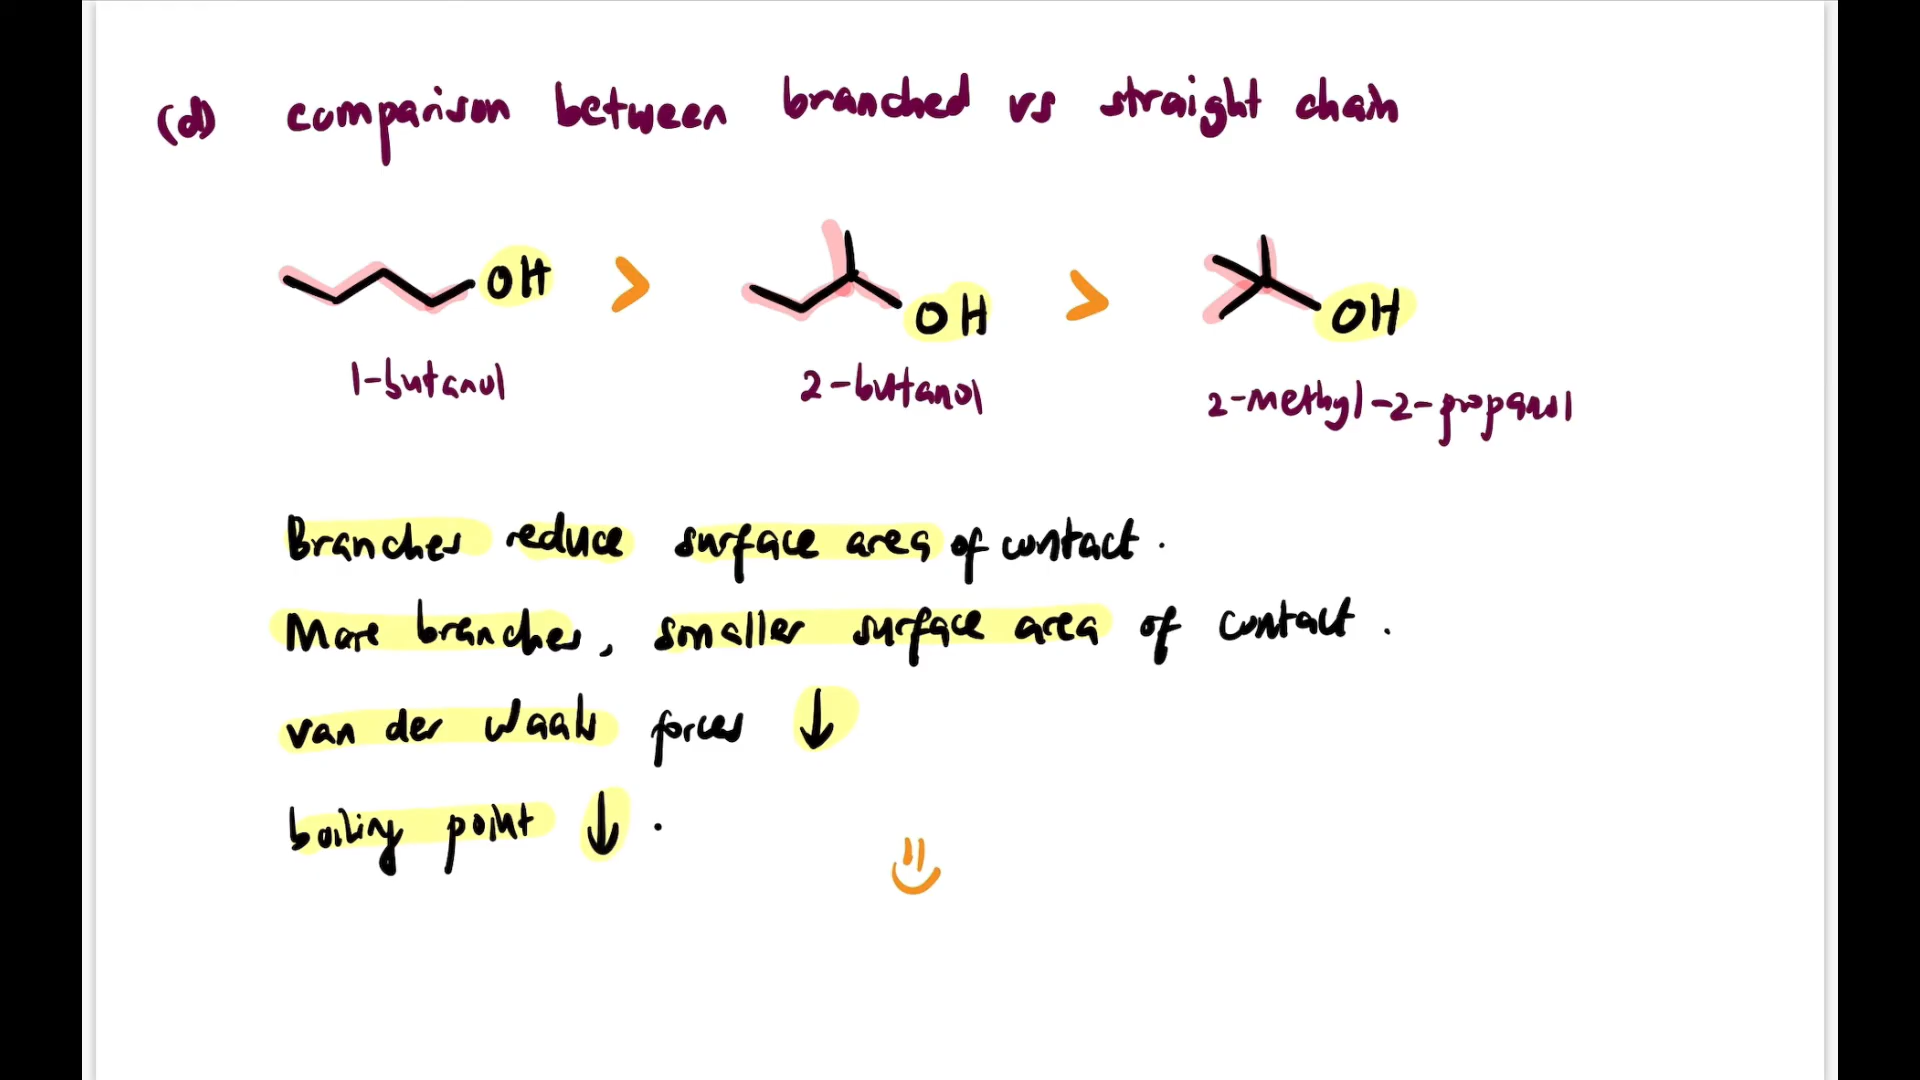 (d) comparison between branched vs straight chain
OH > OH > OH
1-butanol 2-butanol 2-methyl-2-propanol
Branches reduce surface area of contact.
More branches, smaller surface area of contact.
van der Waals forces ↓
boiling point ↓.